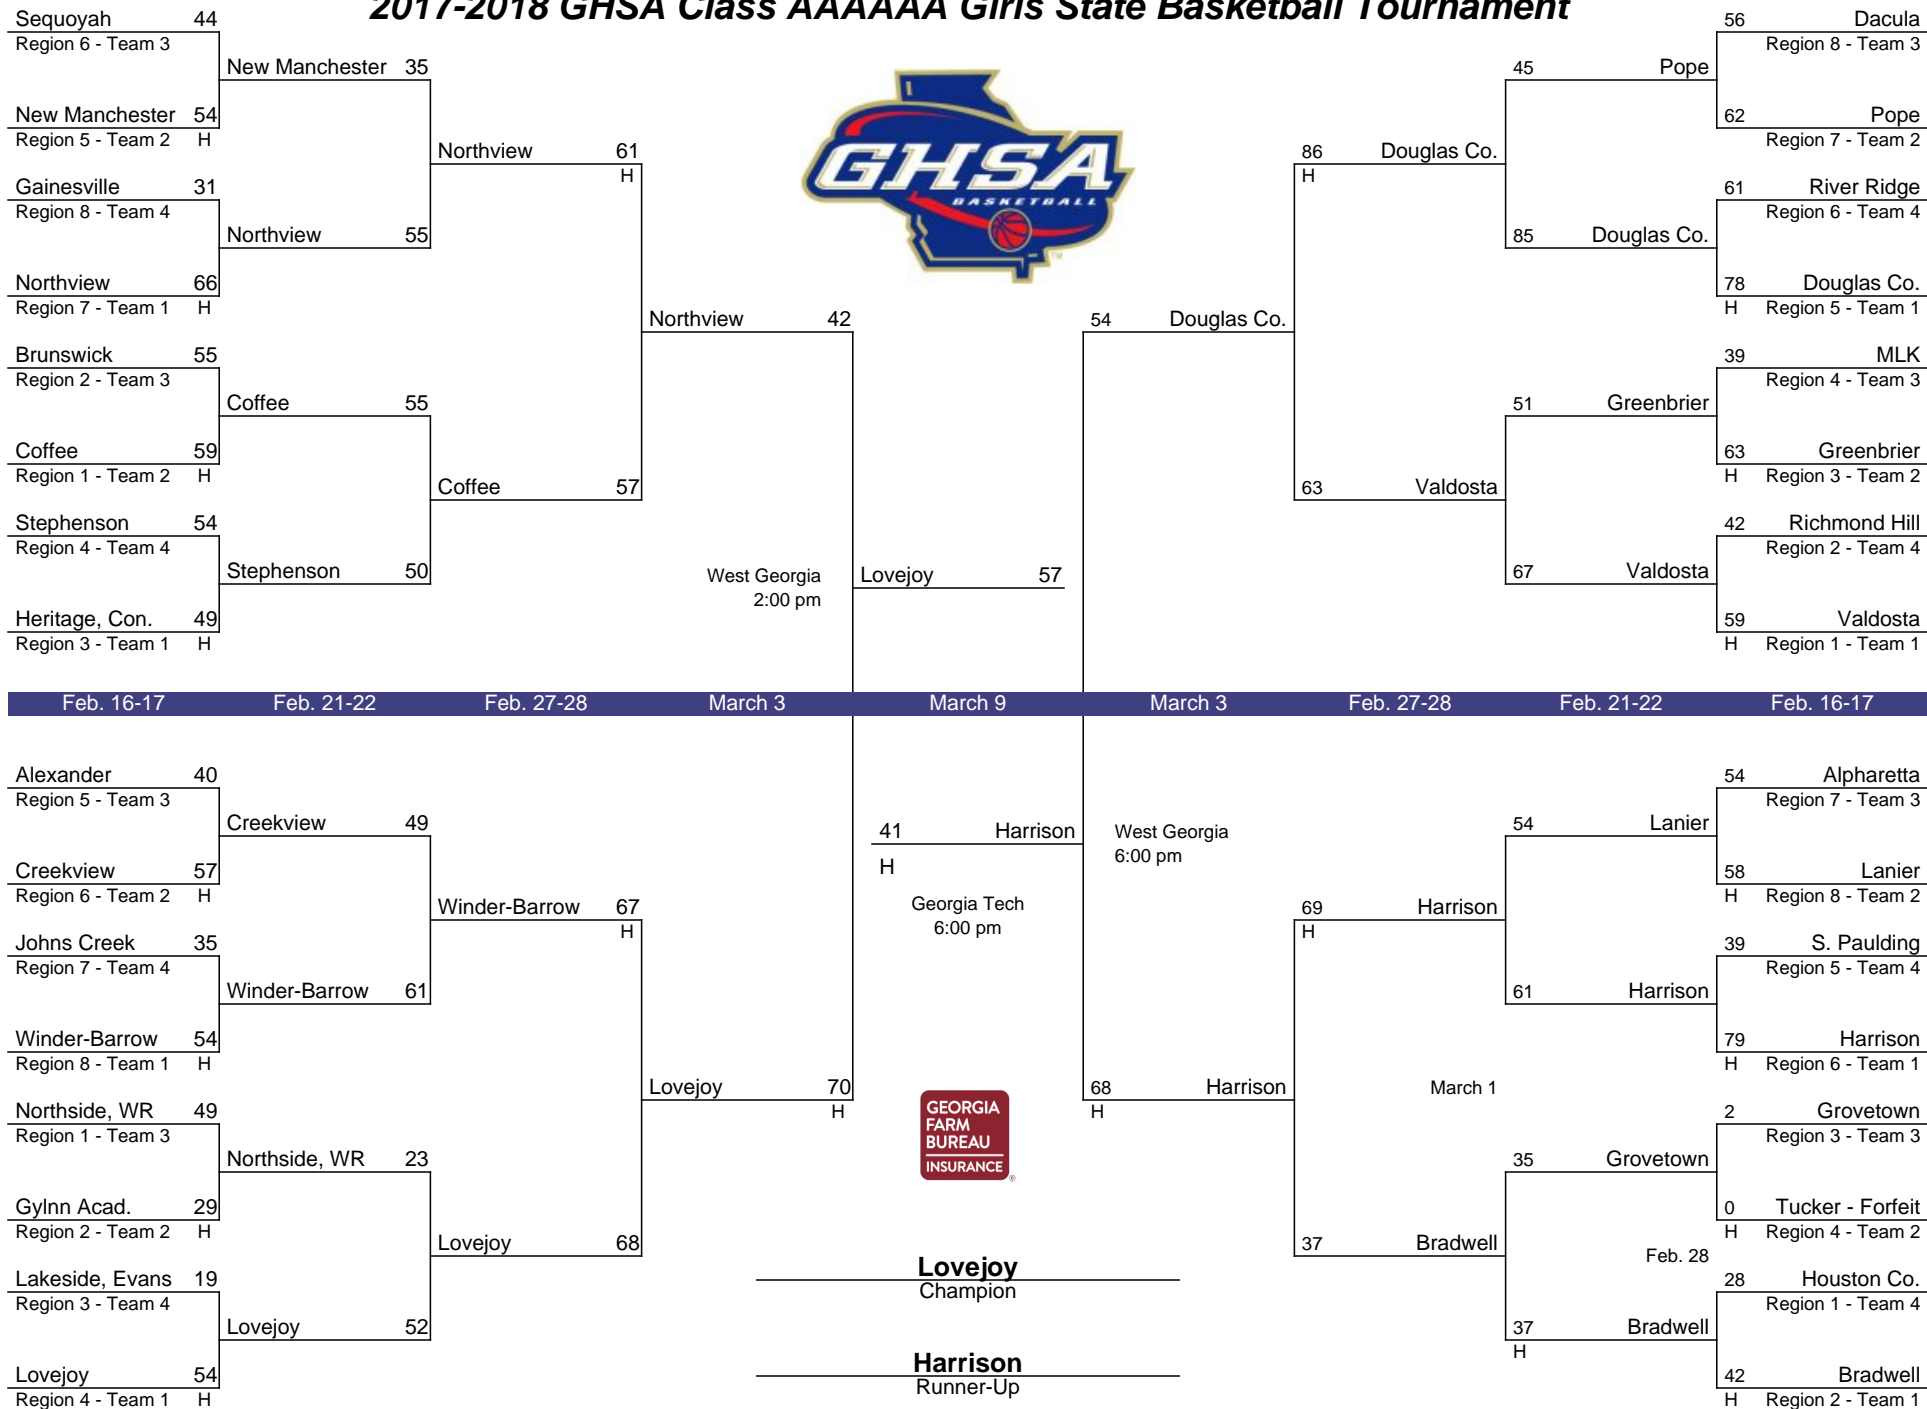 2017-2018 GHSA Class AAAAAA Girls State Basketball Tournament
Sequoyah 44
Region 6 - Team 3
New Manchester 35
New Manchester 54
Region 5 - Team 2 H
Northview 61
H
Gainesville 31
Region 8 - Team 4
Northview 55
Northview 66
Region 7 - Team 1 H
Northview 42
Brunswick 55
Region 2 - Team 3
Coffee 55
Coffee 59
Region 1 - Team 2 H
Coffee 57
Stephenson 54
Region 4 - Team 4
Stephenson 50
Heritage, Con. 49
Region 3 - Team 1 H
West Georgia
2:00 pm
Lovejoy 57
GHSA
BASKETBALL
TM
56 Dacula
Region 8 - Team 3
45 Pope
62 Pope
Region 7 - Team 2
86 Douglas Co.
H
61 River Ridge
Region 6 - Team 4
85 Douglas Co.
78 Douglas Co.
H Region 5 - Team 1
54 Douglas Co.
39 MLK
Region 4 - Team 3
51 Greenbrier
63 Greenbrier
H Region 3 - Team 2
63 Valdosta
42 Richmond Hill
Region 2 - Team 4
67 Valdosta
59 Valdosta
H Region 1 - Team 1
Feb. 16-17 Feb. 21-22 Feb. 27-28 March 3 March 9 March 3 Feb. 27-28 Feb. 21-22 Feb. 16-17
Alexander 40
Region 5 - Team 3
Creekview 49
Creekview 57
Region 6 - Team 2 H
Winder-Barrow 67
H
Johns Creek 35
Region 7 - Team 4
Winder-Barrow 61
Winder-Barrow 54
Region 8 - Team 1 H
Lovejoy 70
H
Northside, WR 49
Region 1 - Team 3
Northside, WR 23
Gylnn Acad. 29
Region 2 - Team 2 H
Lovejoy 68
Lakeside, Evans 19
Region 3 - Team 4
Lovejoy 52
Lovejoy 54
Region 4 - Team 1 H
41 Harrison
H
Georgia Tech
6:00 pm
West Georgia
6:00 pm
GEORGIA
FARM
BUREAU
INSURANCE
®
Lovejoy
Champion
Harrison
Runner-Up
54 Alpharetta
Region 7 - Team 3
54 Lanier
58 Lanier
H Region 8 - Team 2
69 Harrison
H
39 S. Paulding
Region 5 - Team 4
61 Harrison
79 Harrison
H Region 6 - Team 1
68 Harrison
H
March 1
2 Grovetown
Region 3 - Team 3
35 Grovetown
0 Tucker - Forfeit
H Region 4 - Team 2
37 Bradwell
Feb. 28
28 Houston Co.
Region 1 - Team 4
37 Bradwell
H
42 Bradwell
H Region 2 - Team 1